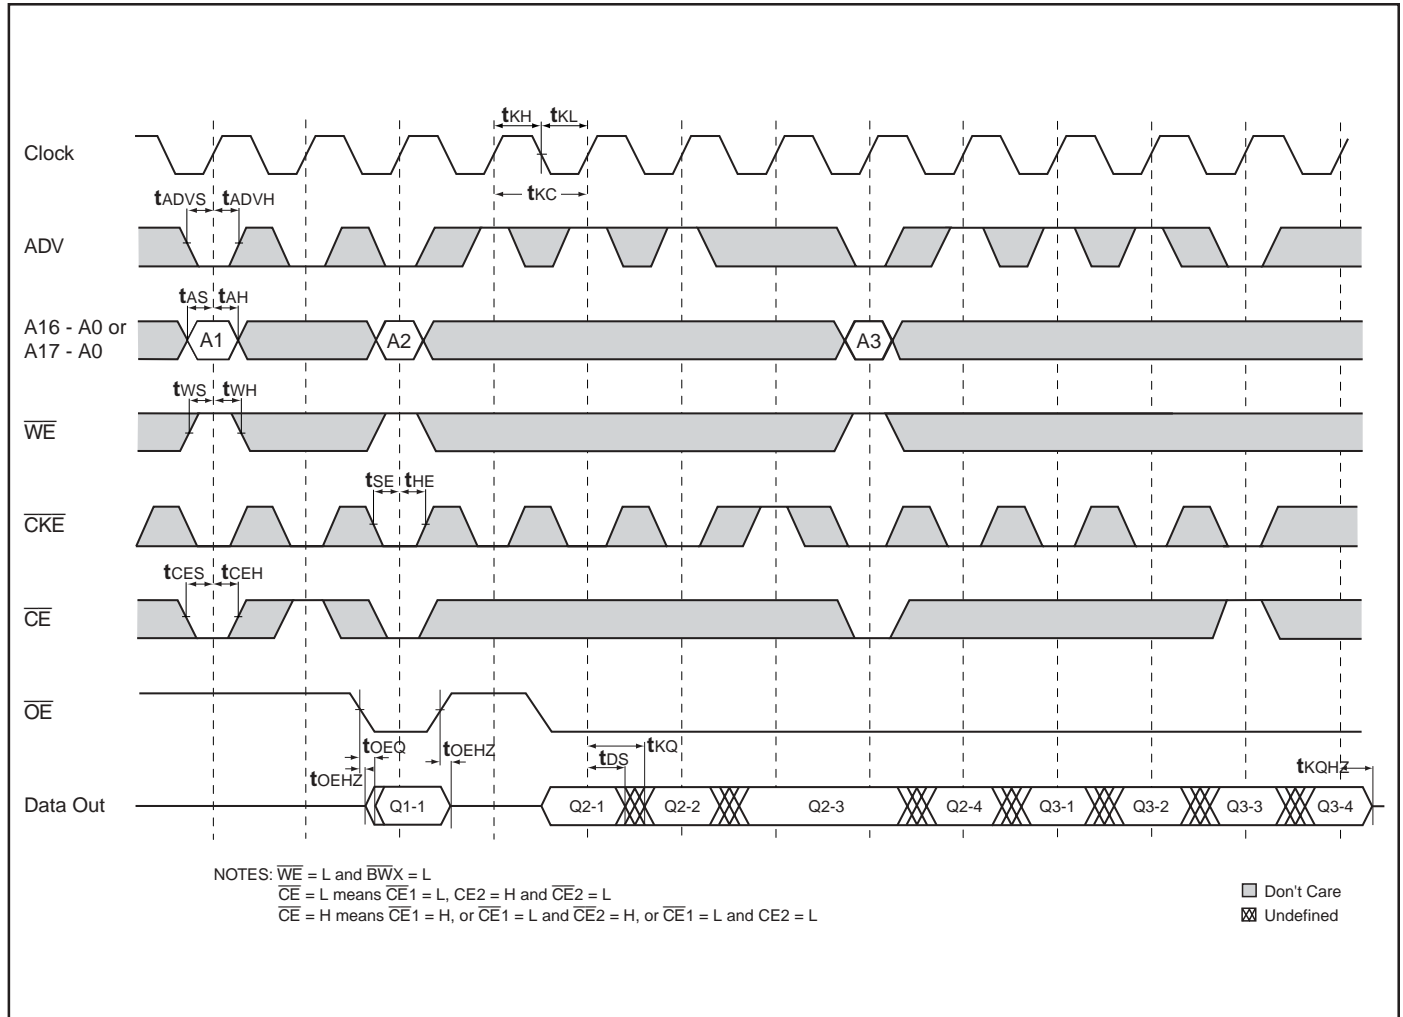 tKH tKL
Clock
tKC
tADVS tADVH
ADV
tAS tAH
A16 - A0 or
A17 - A0
A1 A2 A3
tWS tWH
WE
tSE tHE
CKE
tCES tCEH
CE
OE
tOEQ tOEHZ tKQ
tDS
tOEHZ tKQHZ
Data Out Q1-1 Q2-1 Q2-2 Q2-3 Q2-4 Q3-1 Q3-2 Q3-3 Q3-4
NOTES: WE = L and BWX = L
CE = L means CE1 = L, CE2 = H and CE2 = L
CE = H means CE1 = H, or CE1 = L and CE2 = H, or CE1 = L and CE2 = L
Don't Care
Undefined